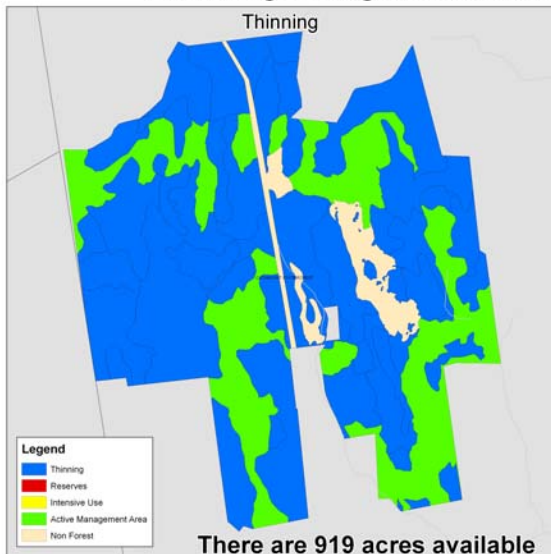 Thinning
Legend
Thinning
Reserves
Intensive Use
Active Management Area
Non Forest
There are 919 acres available